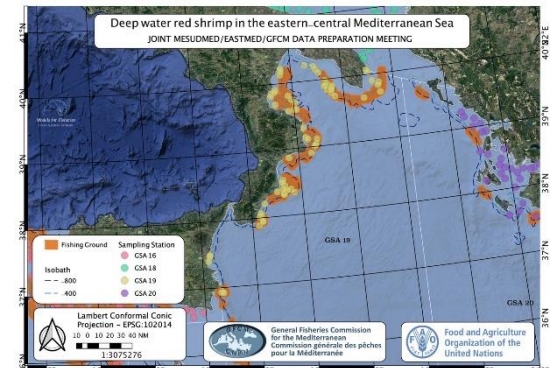 Deep water red shrimp in the eastern-central Mediterranean Sea
JOINT MESUDMED/EASTMED/GFCM DATA PREPARATION MEETING
41°N
42°E
40°N
40°N
39°N
39°N
38°N
38°N
37°N
37°N
36°N
GSA 19
GSA 20
Fishing Ground
Isobath
800
400
Sampling Station
GSA 16
GSA 18
GSA 19
GSA 20
Lambert Conformal Conic
Projection - EPSG:102014
10 0 10 20 30 40 NM
1:3075276
General Fisheries Commission
for the Mediterranean
Commission générale des pêches
pour la Méditerranée
FAO
Food and Agriculture
Organization of the
United Nations